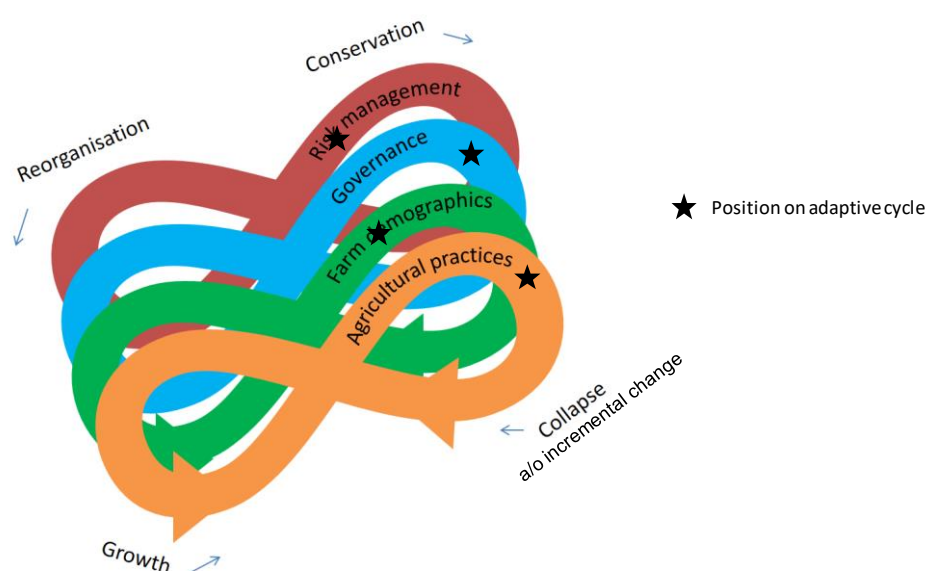 Conservation
Reorganisation
Risk management
Governance
Farm demographics
Agricultural practices
Position on adaptive cycle
Collapse
a/o incremental change
Growth